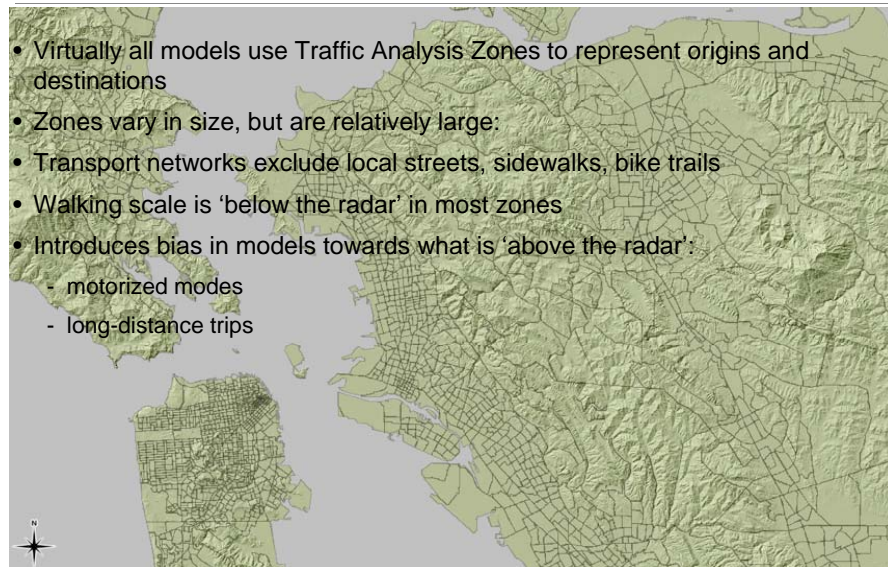 • Virtually all models use Traffic Analysis Zones to represent origins and
destinations
• Zones vary in size, but are relatively large:
• Transport networks exclude local streets, sidewalks, bike trails
• Walking scale is ‘below the radar’ in most zones
• Introduces bias in models towards what is ‘above the radar’:
- motorized modes
- long-distance trips
N